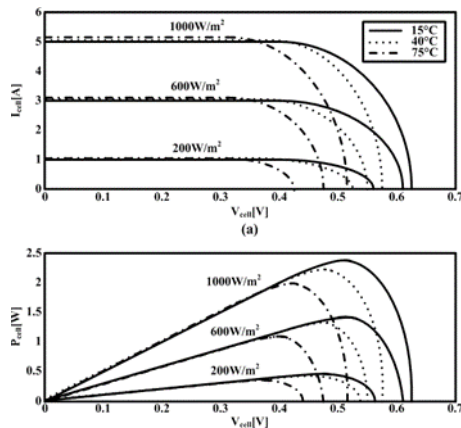 1000W/m²
15°C
40°C
75°C
600W/m²
200W/m²
I_cell[A]
6
5
4
3
2
1
0
0 0.1 0.2 0.3 0.4 0.5 0.6 0.7
V_cell[V]
(a)
2.5
2
1.5
1
0.5
0
P_cell[W]
1000W/m²
600W/m²
200W/m²
0 0.1 0.2 0.3 0.4 0.5 0.6 0.7
V_cell[V]